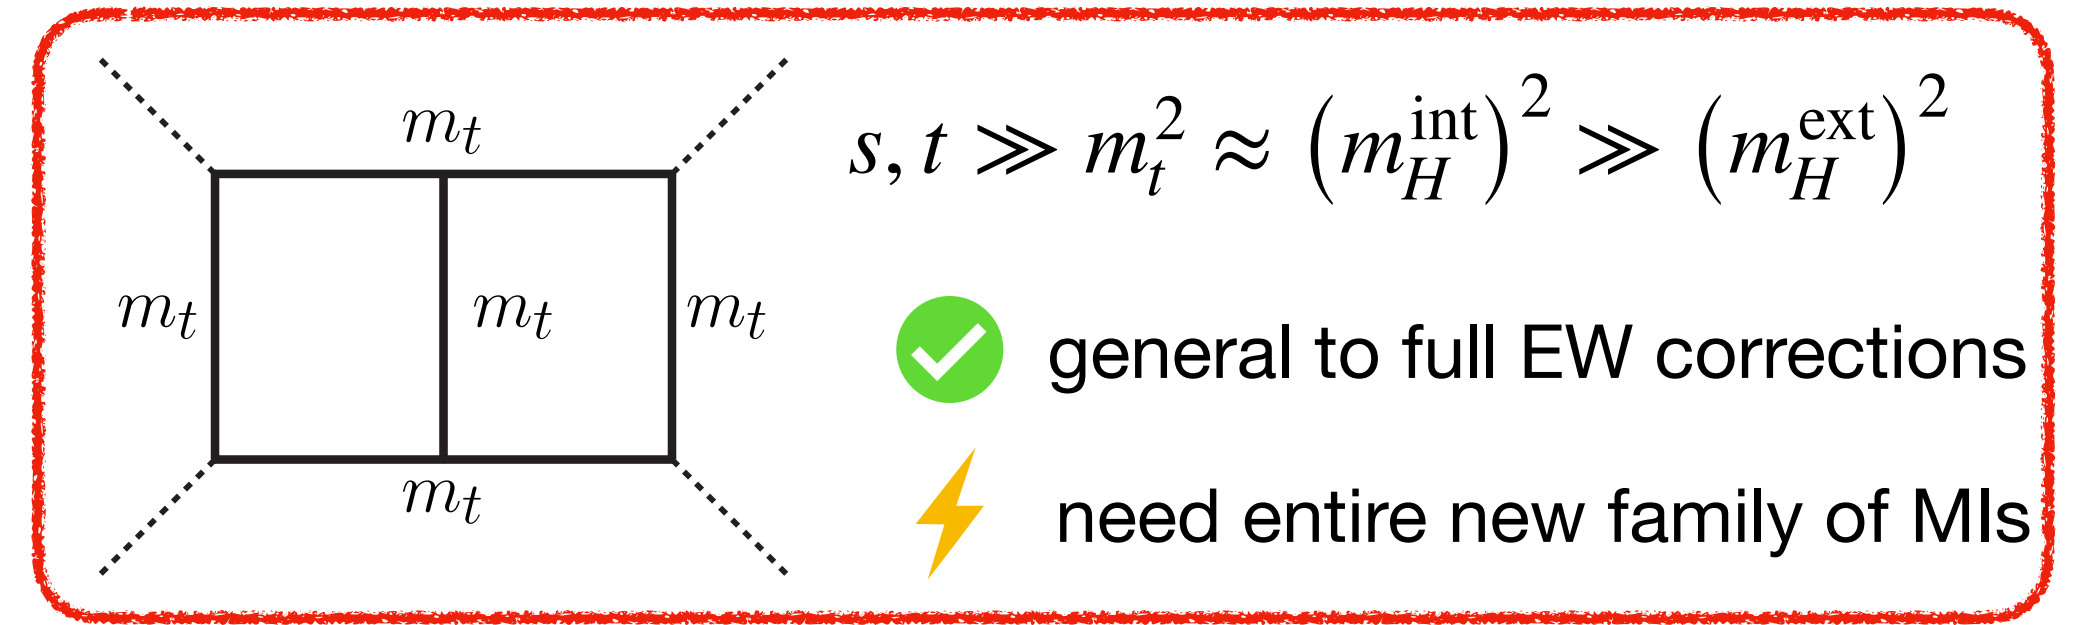 m_t
s, t ≫ m_t^2 ≈ (m_H^int)^2 ≫ (m_H^ext)^2
m_t m_t m_t
general to full EW corrections
m_t
need entire new family of MIs